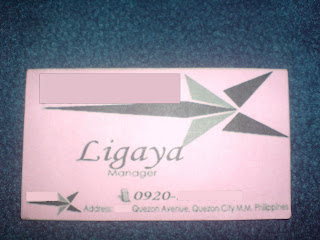 Ligaya
Manager
0920-
Address: Quezon Avenue, Quezon City M.M. Philippines